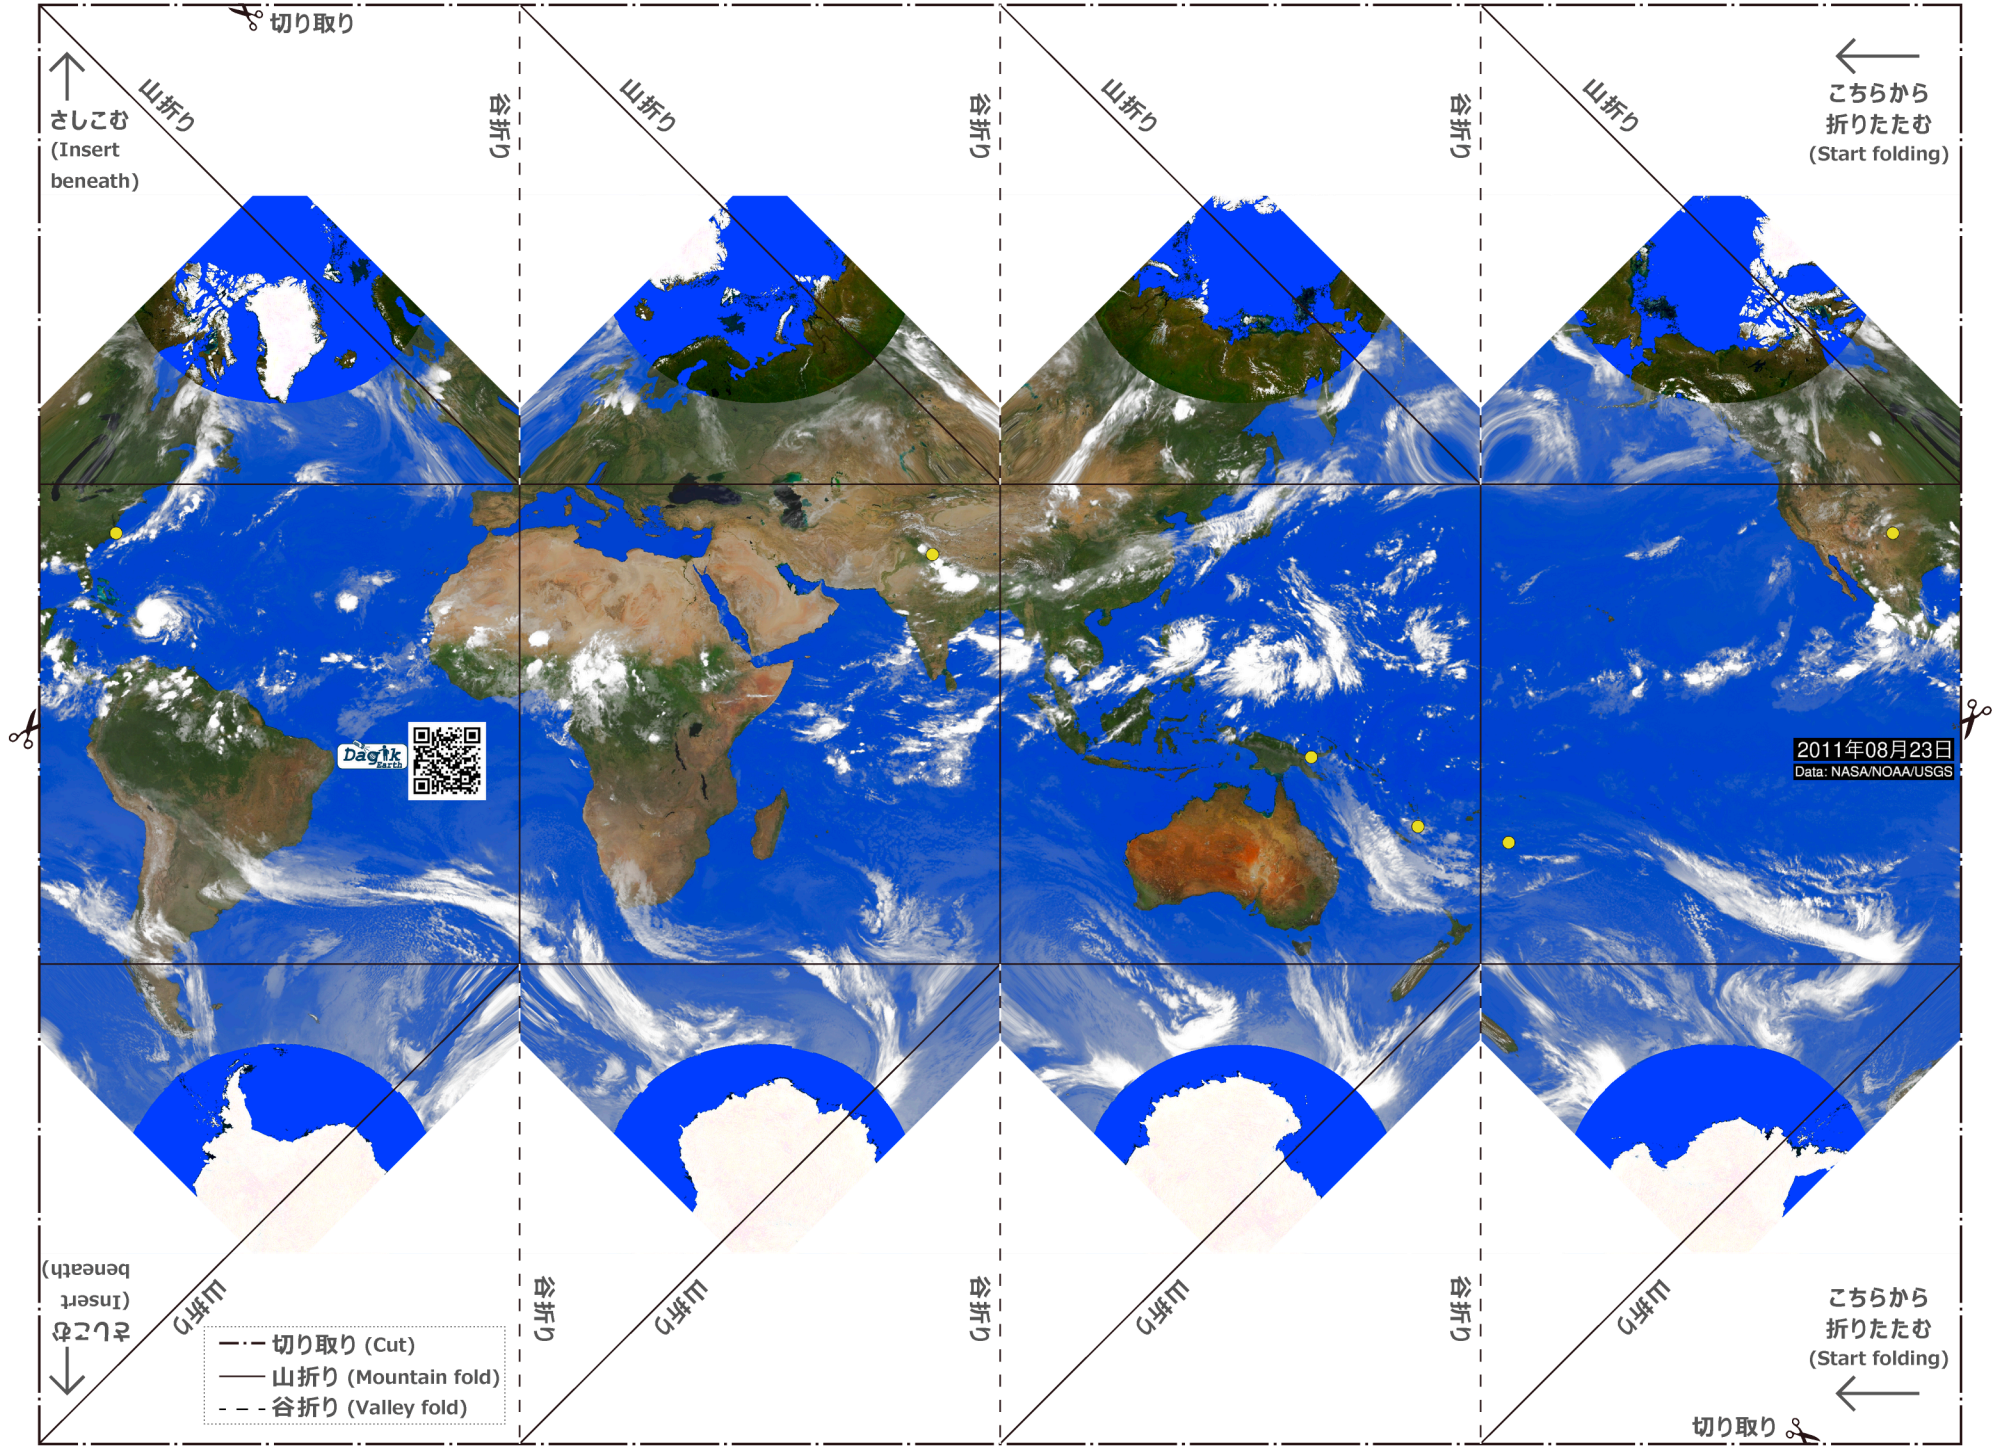 切り取り
さしこむ
(Insert
beneath)
山折り
谷折り
山折り
谷折り
山折り
谷折り
山折り
こちらから
折りたたむ
(Start folding)
Dagik
Earth
2011年08月23日
Data: NASA/NOAA/USGS
さしこむ
(Insert
beneath)
山折り
谷折り
山折り
谷折り
山折り
谷折り
山折り
こちらから
折りたたむ
(Start folding)
切り取り (Cut)
山折り (Mountain fold)
谷折り (Valley fold)
切り取り